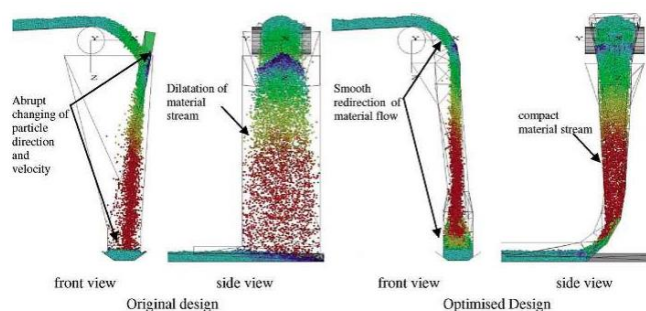 Abrupt
changing of
particle
direction
and
velocity
Dilatation of
material
stream
Smooth
redirection of
material flow
compact
material stream
Y
Z
X
Y
Z
front view
side view
front view
side view
Original design
Optimised Design